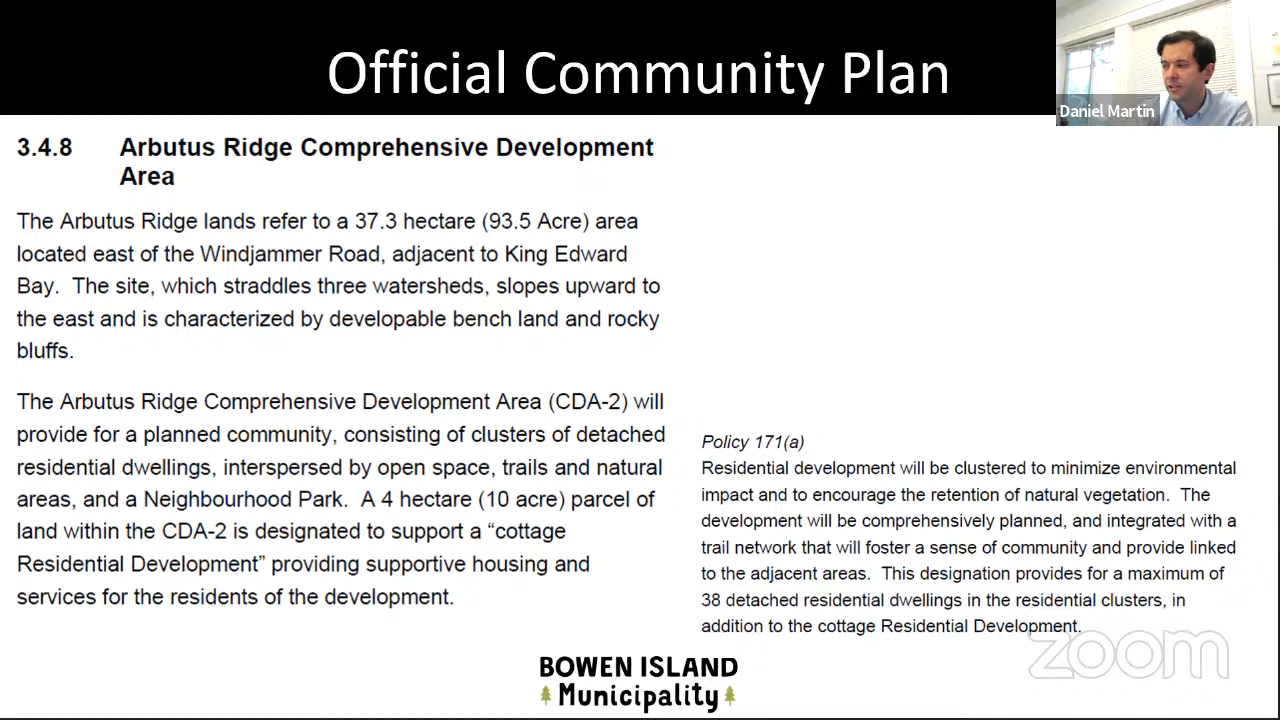 Official Community Plan
Daniel Martin
3.4.8 Arbutus Ridge Comprehensive Development
Area
The Arbutus Ridge lands refer to a 37.3 hectare (93.5 Acre) area
located east of the Windjammer Road, adjacent to King Edward
Bay. The site, which straddles three watersheds, slopes upward to
the east and is characterized by developable bench land and rocky
bluffs.
The Arbutus Ridge Comprehensive Development Area (CDA-2) will
provide for a planned community, consisting of clusters of detached
residential dwellings, interspersed by open space, trails and natural
areas, and a Neighbourhood Park. A 4 hectare (10 acre) parcel of
land within the CDA-2 is designated to support a “cottage
Residential Development” providing supportive housing and
services for the residents of the development.
Policy 171(a)
Residential development will be clustered to minimize environmental
impact and to encourage the retention of natural vegetation. The
development will be comprehensively planned, and integrated with a
trail network that will foster a sense of community and provide linked
to the adjacent areas. This designation provides for a maximum of
38 detached residential dwellings in the residential clusters, in
addition to the cottage Residential Development.
zoom
BOWEN ISLAND
Municipality